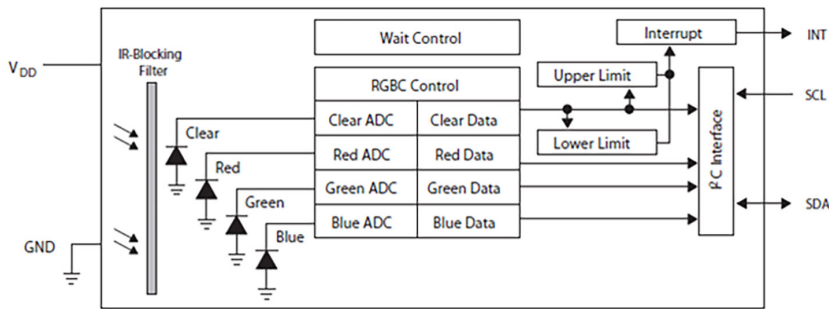 Wait Control
Interrupt
INT
IR-Blocking
Filter
VDD
RGBC Control
Upper Limit
SCL
Clear ADC
Clear Data
Clear
Lower Limit
Red ADC
Red Data
Red
I²C Interface
Green ADC
Green Data
Green
SDA
Blue ADC
Blue Data
Blue
GND